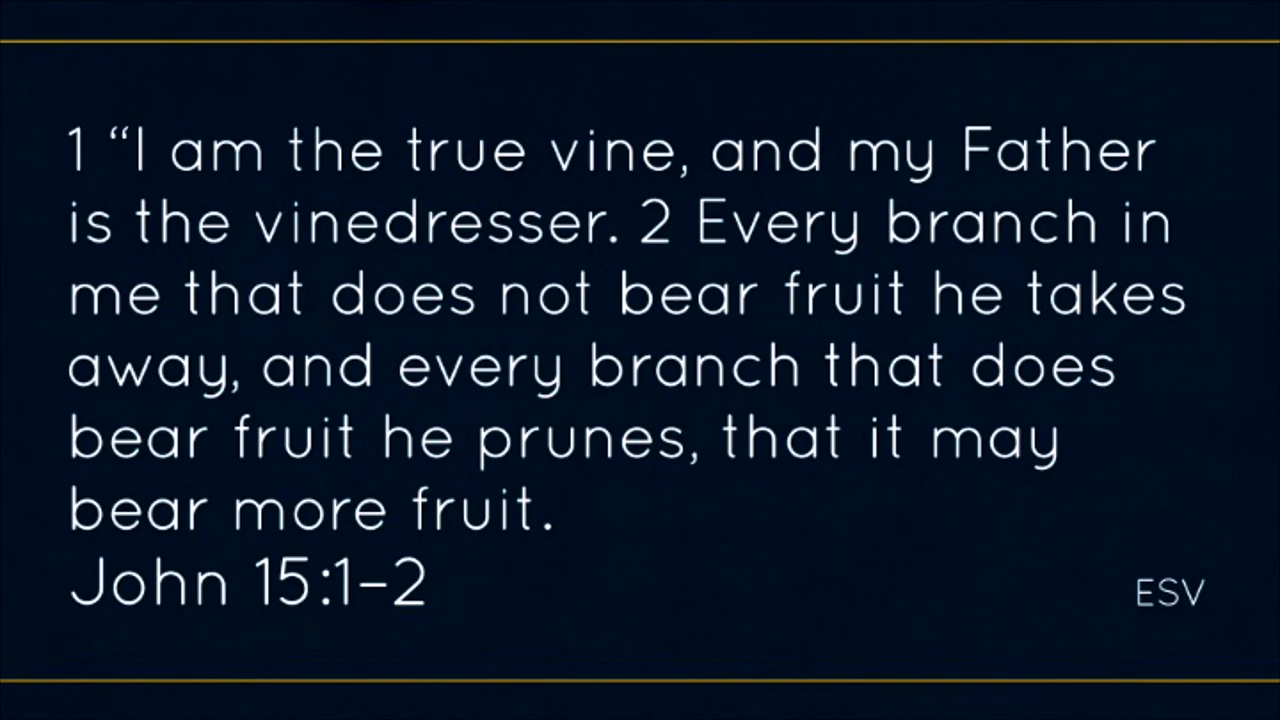 1 “I am the true vine, and my Father
is the vinedresser. 2 Every branch in
me that does not bear fruit he takes
away, and every branch that does
bear fruit he prunes, that it may
bear more fruit.
John 15:1–2
ESV